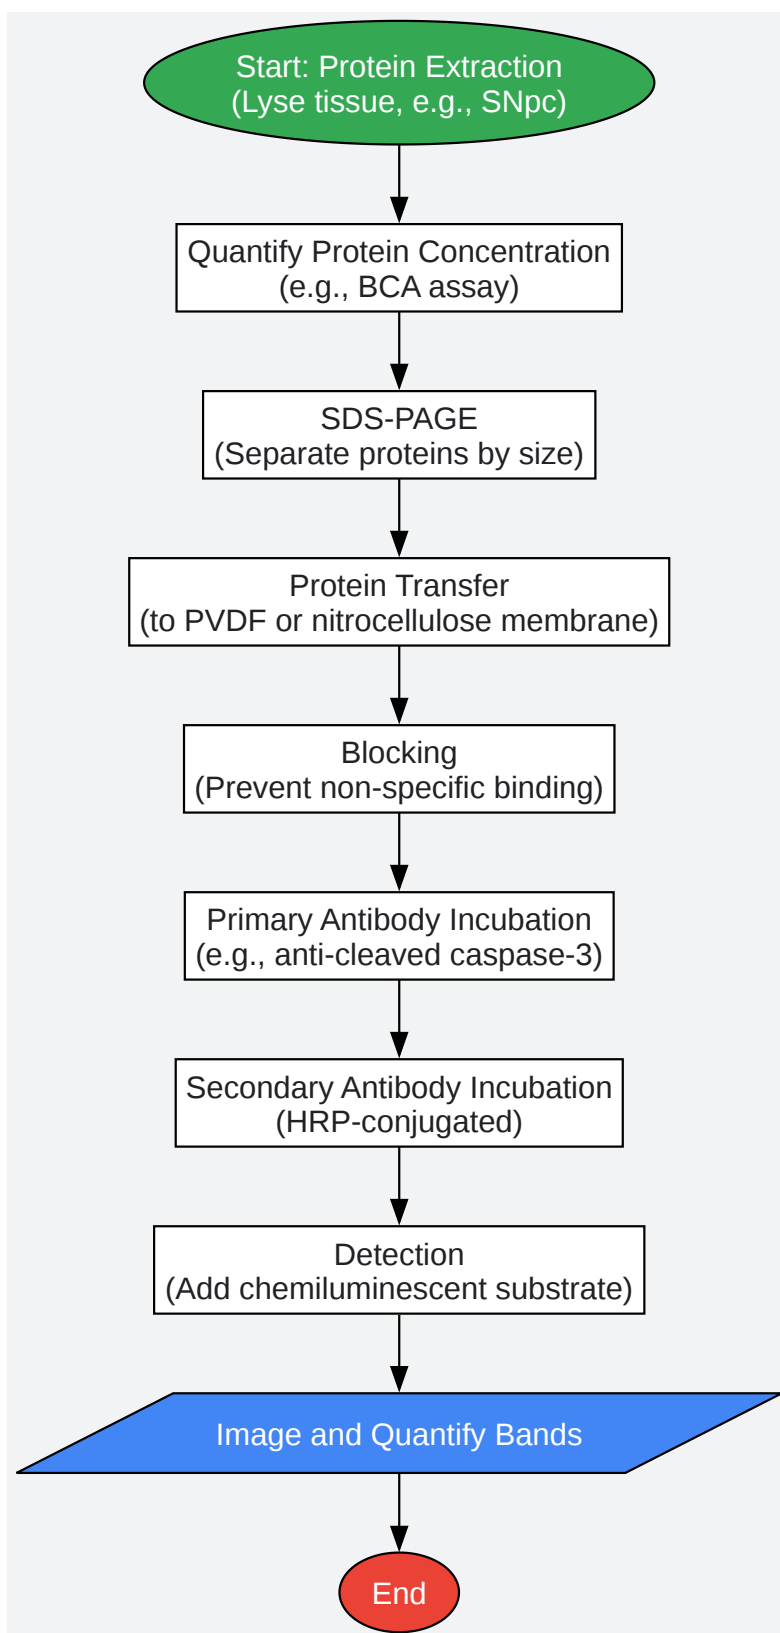 Start: Protein Extraction
(Lyse tissue, e.g., SNpc)
Quantify Protein Concentration
(e.g., BCA assay)
SDS-PAGE
(Separate proteins by size)
Protein Transfer
(to PVDF or nitrocellulose membrane)
Blocking
(Prevent non-specific binding)
Primary Antibody Incubation
(e.g., anti-cleaved caspase-3)
Secondary Antibody Incubation
(HRP-conjugated)
Detection
(Add chemiluminescent substrate)
Image and Quantify Bands
End